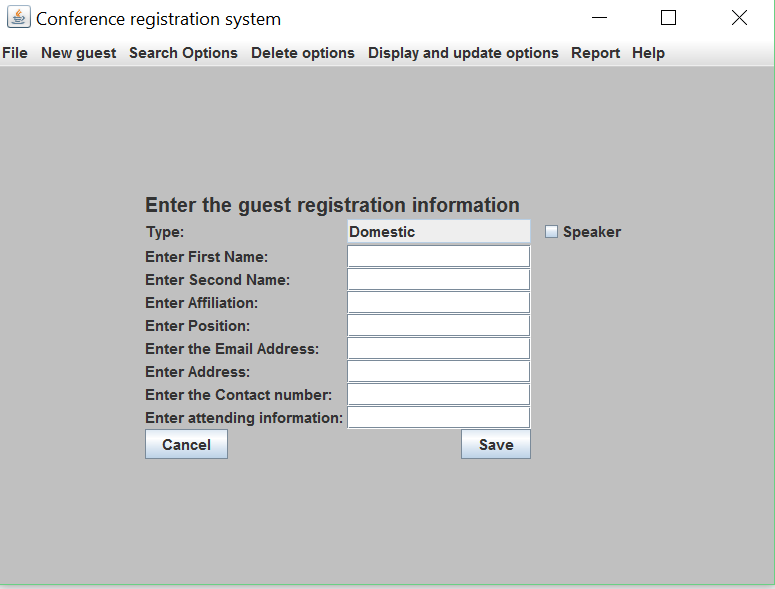 Conference registration system
File New guest Search Options Delete options Display and update options Report Help
Enter the guest registration information
Type: Domestic Speaker
Enter First Name:
Enter Second Name:
Enter Affiliation:
Enter Position:
Enter the Email Address:
Enter Address:
Enter the Contact number:
Enter attending information:
Cancel Save